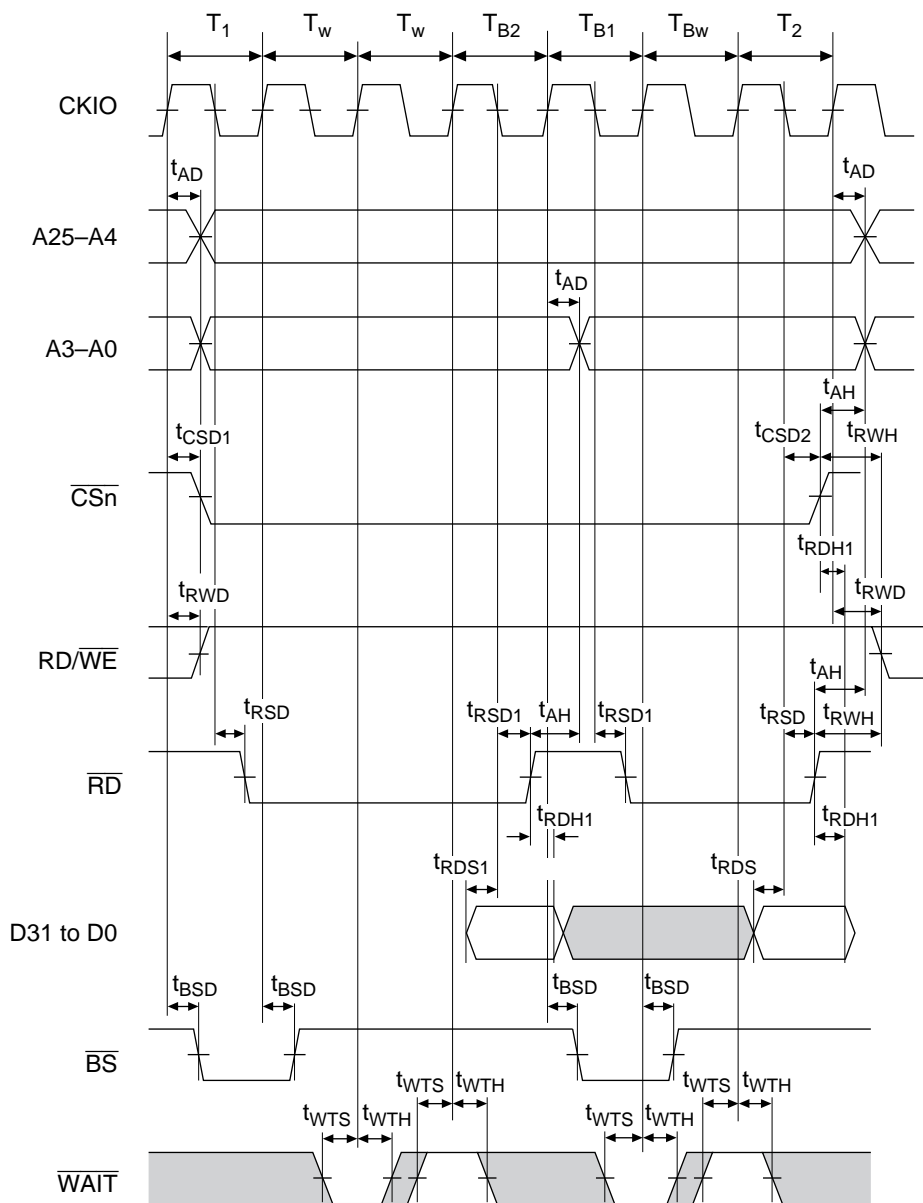 T1 Tw Tw TB2 TB1 TBw T2
CKIO
tAD tAD
A25–A4
tAD
A3–A0
tAH
tCSD1 tCSD2 tRWH
CSn
tRDH1
tRWD tRWD
RD/WE
tAH
tRSD tRSD1 tAH tRSD1 tRSD tRWH
RD
tRDH1 tRDH1
tRDS1 tRDS
D31 to D0
tBSD tBSD tBSD tBSD
BS
tWTS tWTH tWTS tWTH
tWTS tWTH tWTS tWTH
WAIT